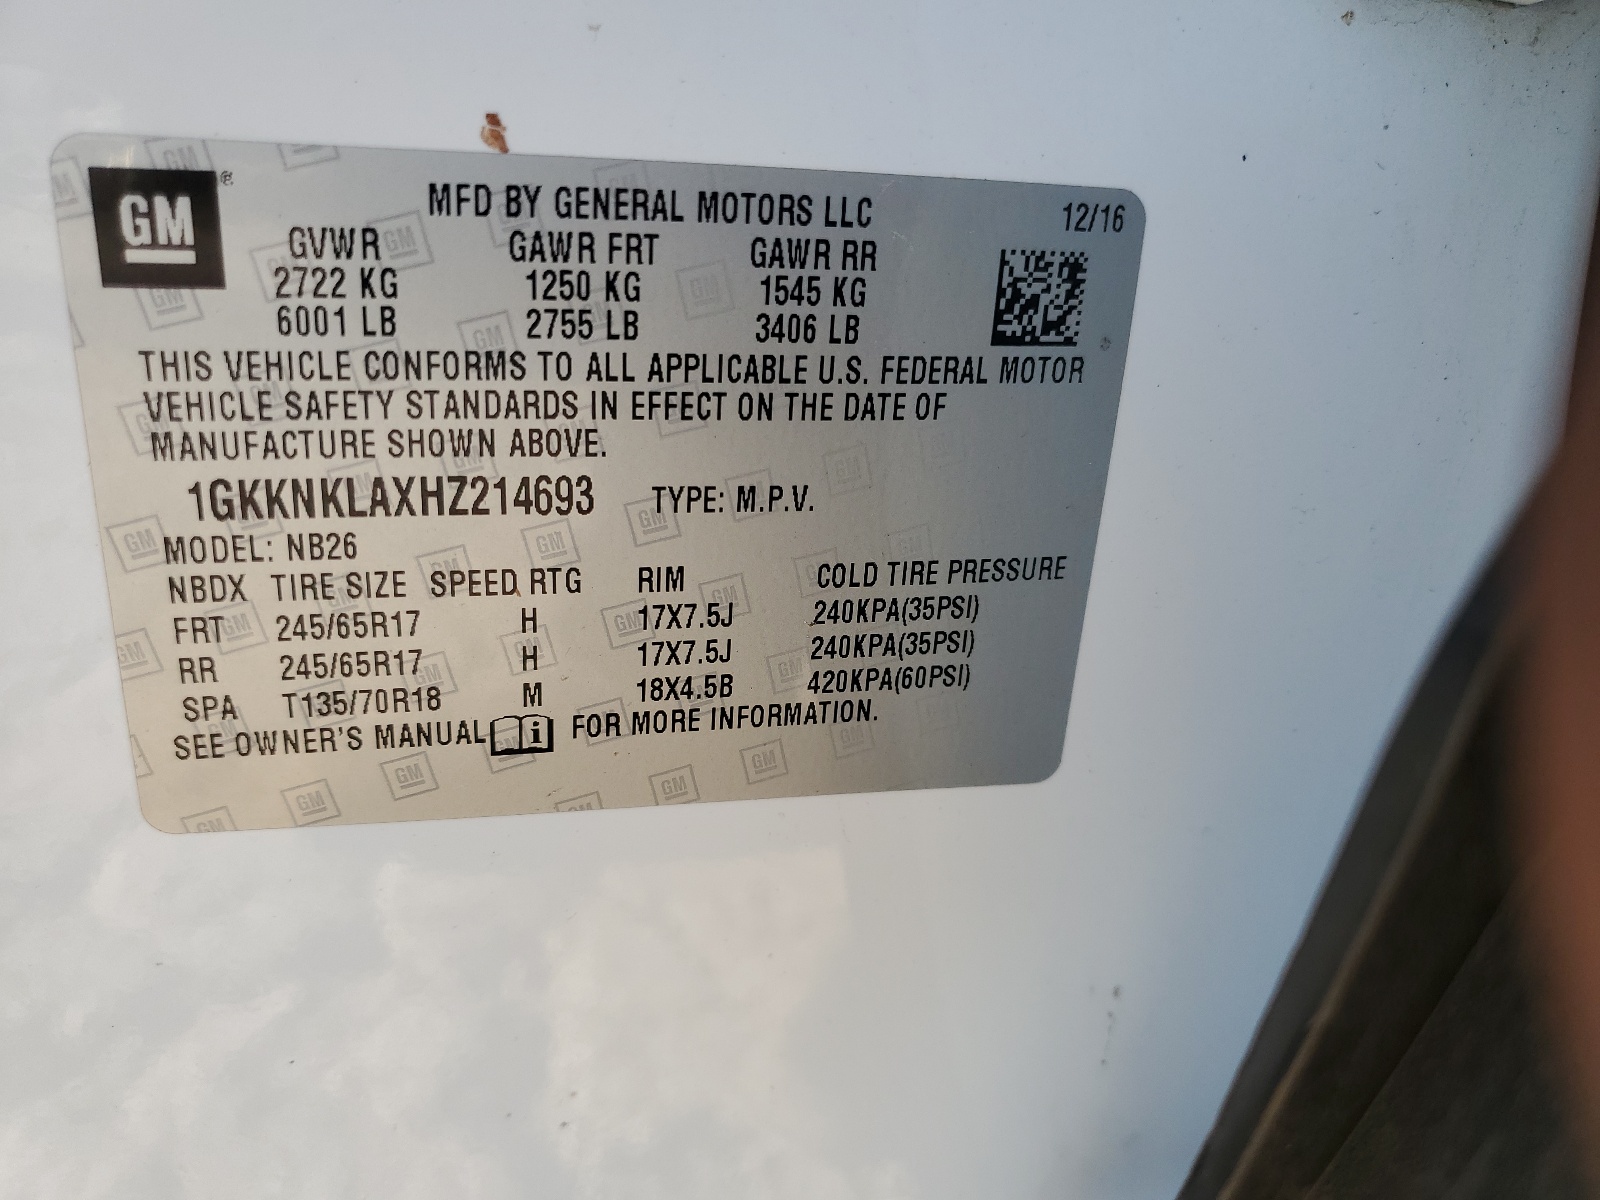 GM
MFD BY GENERAL MOTORS LLC 12/16
GVWR GAWR FRT GAWR RR
2722 KG 1250 KG 1545 KG
6001 LB 2755 LB 3406 LB
THIS VEHICLE CONFORMS TO ALL APPLICABLE U.S. FEDERAL MOTOR
VEHICLE SAFETY STANDARDS IN EFFECT ON THE DATE OF
MANUFACTURE SHOWN ABOVE.
1GKKNKLAXHZ214693 TYPE: M.P.V.
MODEL: NB26
NBDX TIRE SIZE SPEED RTG RIM COLD TIRE PRESSURE
FRT 245/65R17 H 17X7.5J 240KPA(35PSI)
RR 245/65R17 H 17X7.5J 240KPA(35PSI)
SPA T135/70R18 M 18X4.5B 420KPA(60PSI)
SEE OWNER'S MANUAL i FOR MORE INFORMATION.